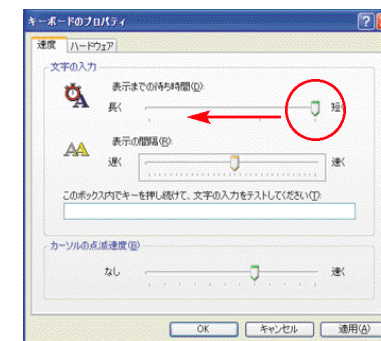 キーボードのプロパティ
速度 ハードウェア
文字の入力
表示までの待ち時間(D):
長く 短く
表示の間隔(R):
遅く 速く
このボックス内でキーを押し続けて、文字の入力をテストしてください(T):
カーソルの点滅速度(B)
なし 速く
OK キャンセル 適用(A)